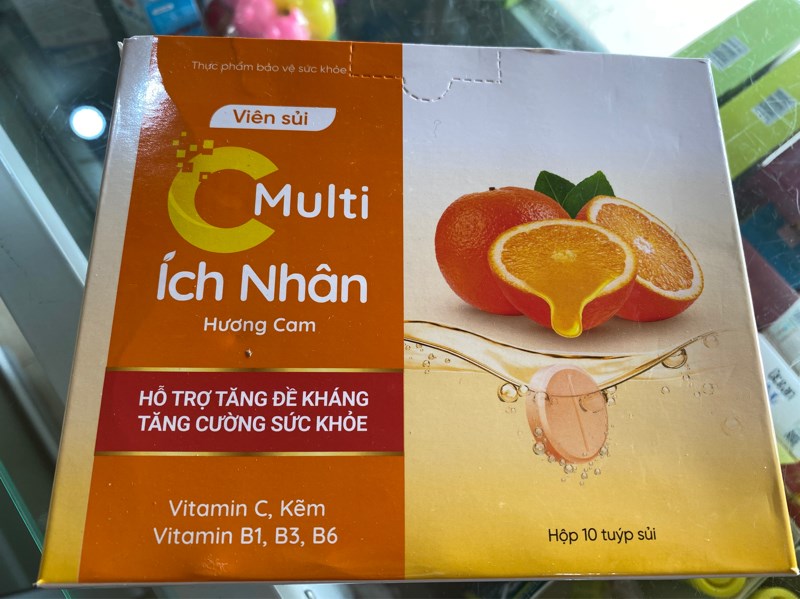 Thực phẩm bảo vệ sức khỏe
Viên sủi
C Multi
Ích Nhân
Hương Cam
HỖ TRỢ TĂNG ĐỀ KHÁNG
TĂNG CƯỜNG SỨC KHỎE
Vitamin C, Kẽm
Vitamin B1, B3, B6
Hộp 10 tuýp sủi